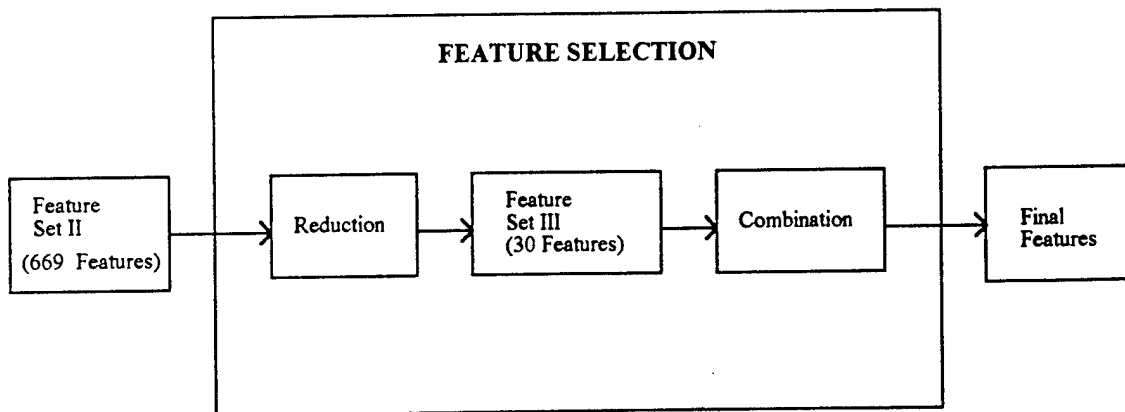 FEATURE SELECTION
Feature
Set II
(669 Features)
Reduction
Feature
Set III
(30 Features)
Combination
Final
Features